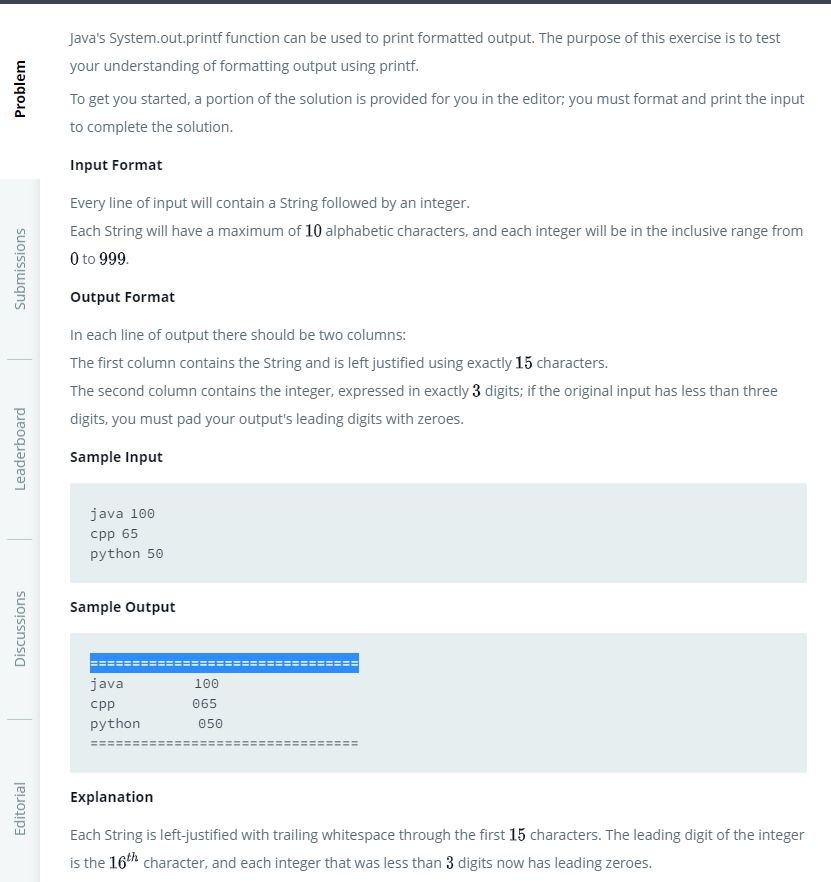 Problem
Submissions
Leaderboard
Discussions
Editorial
Java's System.out.printf function can be used to print formatted output. The purpose of this exercise is to test
your understanding of formatting output using printf.
To get you started, a portion of the solution is provided for you in the editor; you must format and print the input
to complete the solution.
Input Format
Every line of input will contain a String followed by an integer.
Each String will have a maximum of 10 alphabetic characters, and each integer will be in the inclusive range from
0 to 999.
Output Format
In each line of output there should be two columns:
The first column contains the String and is left justified using exactly 15 characters.
The second column contains the integer, expressed in exactly 3 digits; if the original input has less than three
digits, you must pad your output's leading digits with zeroes.
Sample Input
java 100
cpp 65
python 50
Sample Output
================================
java           100
cpp            065
python         050
================================
Explanation
Each String is left-justified with trailing whitespace through the first 15 characters. The leading digit of the integer
is the 16th character, and each integer that was less than 3 digits now has leading zeroes.